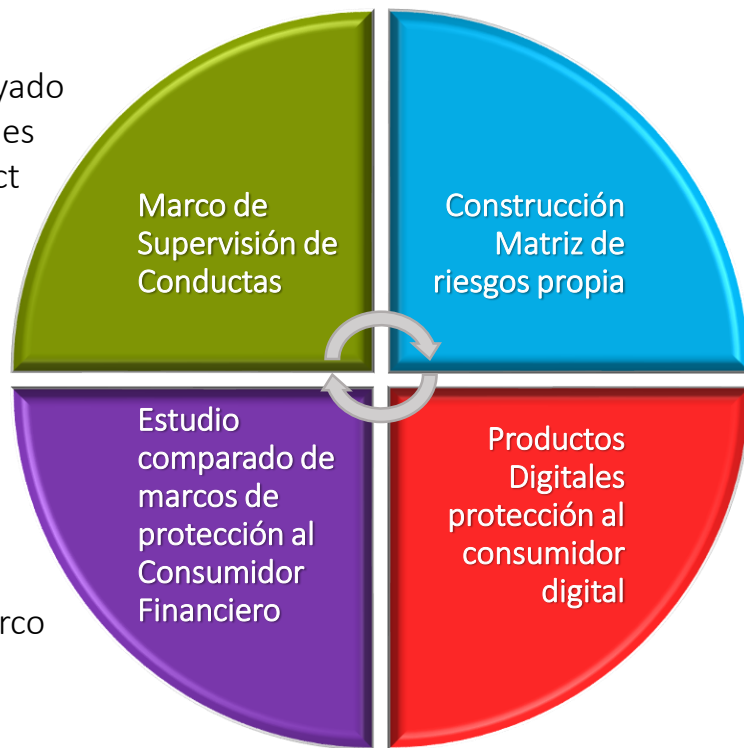 Marco de
Supervisión de
Conductas
Construcción
Matriz de
riesgos propia
Estudio
comparado de
marcos de
protección al
Consumidor
Financiero
Productos
Digitales
protección al
consumidor
digital